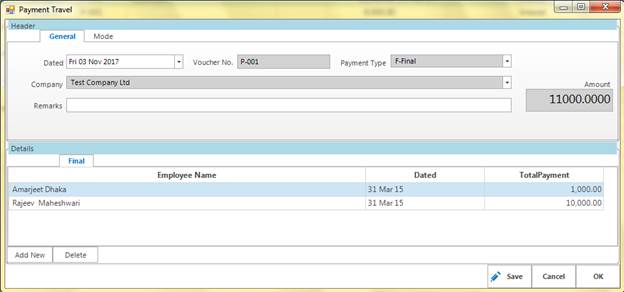 Payment Travel
Header
General Mode
Dated Fri 03 Nov 2017 Voucher No. P-001 Payment Type F-Final
Company Test Company Ltd Amount
11000.0000
Remarks
Details
Final
Employee Name Dated TotalPayment
Amarjeet Dhaka 31 Mar 15 1,000.00
Rajeev Maheshwari 31 Mar 15 10,000.00
Add New Delete
Save Cancel OK